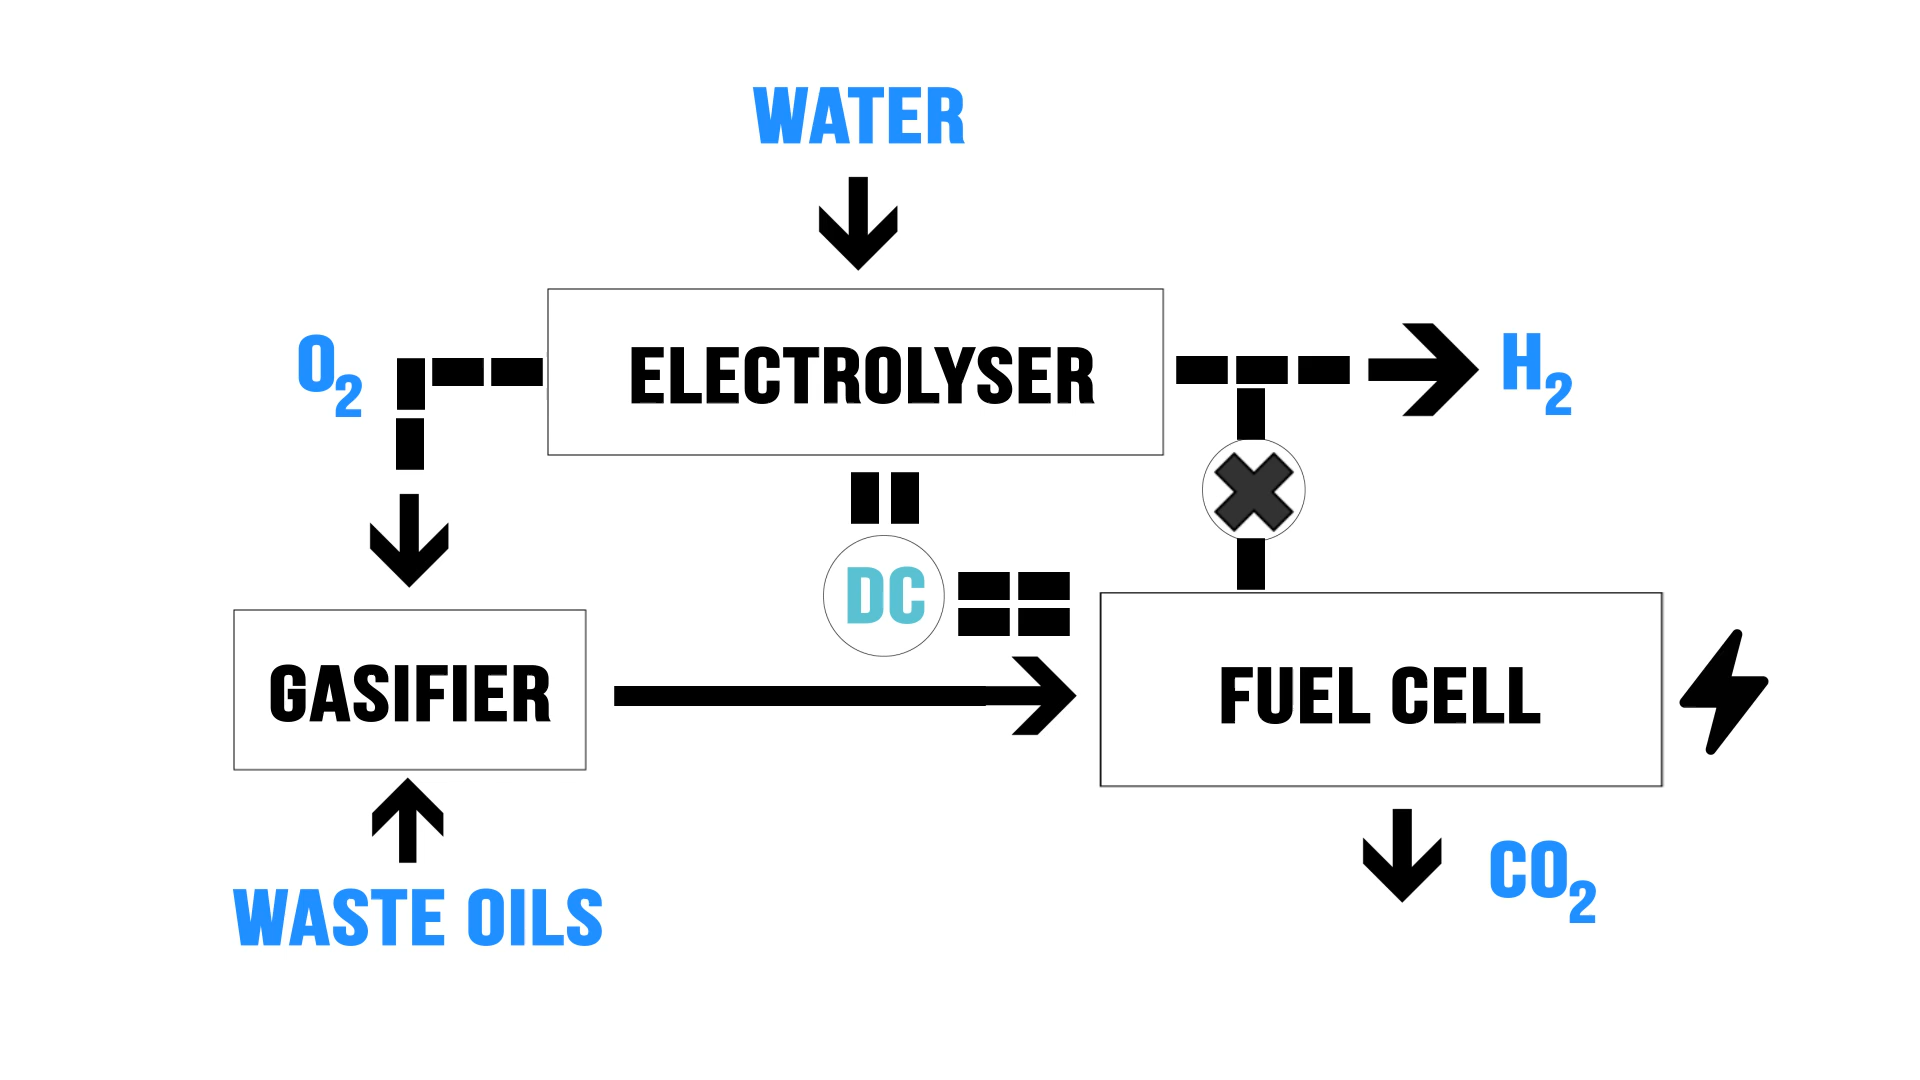 WATER
O2
ELECTROLYSER
H2
DC
GASIFIER
FUEL CELL
WASTE OILS
CO2